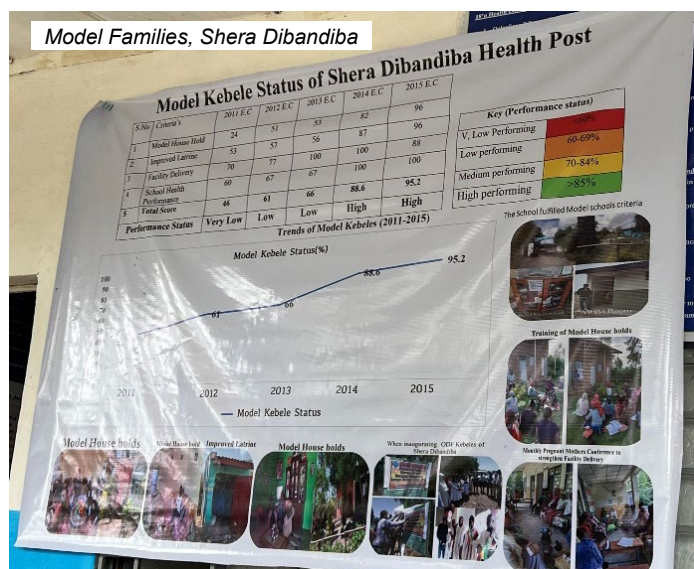 Model Families, Shera Dibandiba
Model Kebele Status of Shera Dibandiba Health Post
S.No Criteria's 2011 E.C 2012 E.C 2013 E.C 2014 E.C 2015 E.C
1 Model House Hold 24 51 53 82 96
2 Improved Latrine 53 57 56 87 96
3 Facility Delivery 70 77 100 100 88
4 School Health Performance 60 67 67 100 100
5 Total Score 46 61 66 88.6 95.2
Performance Status Very Low Low Low High High
Key (Performance status)
V, Low Performing <60%
Low performing 60-69%
Medium performing 70-84%
High performing >85%
Trends of Model Kebeles (2011-2015)
Model Kebele Status(%)
100
90
80
70
61
66
88.6
95.2
2011 2012 2013 2014 2015
Model Kebele Status
The School fulfilled Model schools criteria
Training of Model House holds
Monthly Pregnant Mothers Conference to
strengthen Facility Delivery
Model House holds
Model House hold Improved Latrine
Model House holds
When inaugurating ODF Kebeles of
Shera Dibandiba